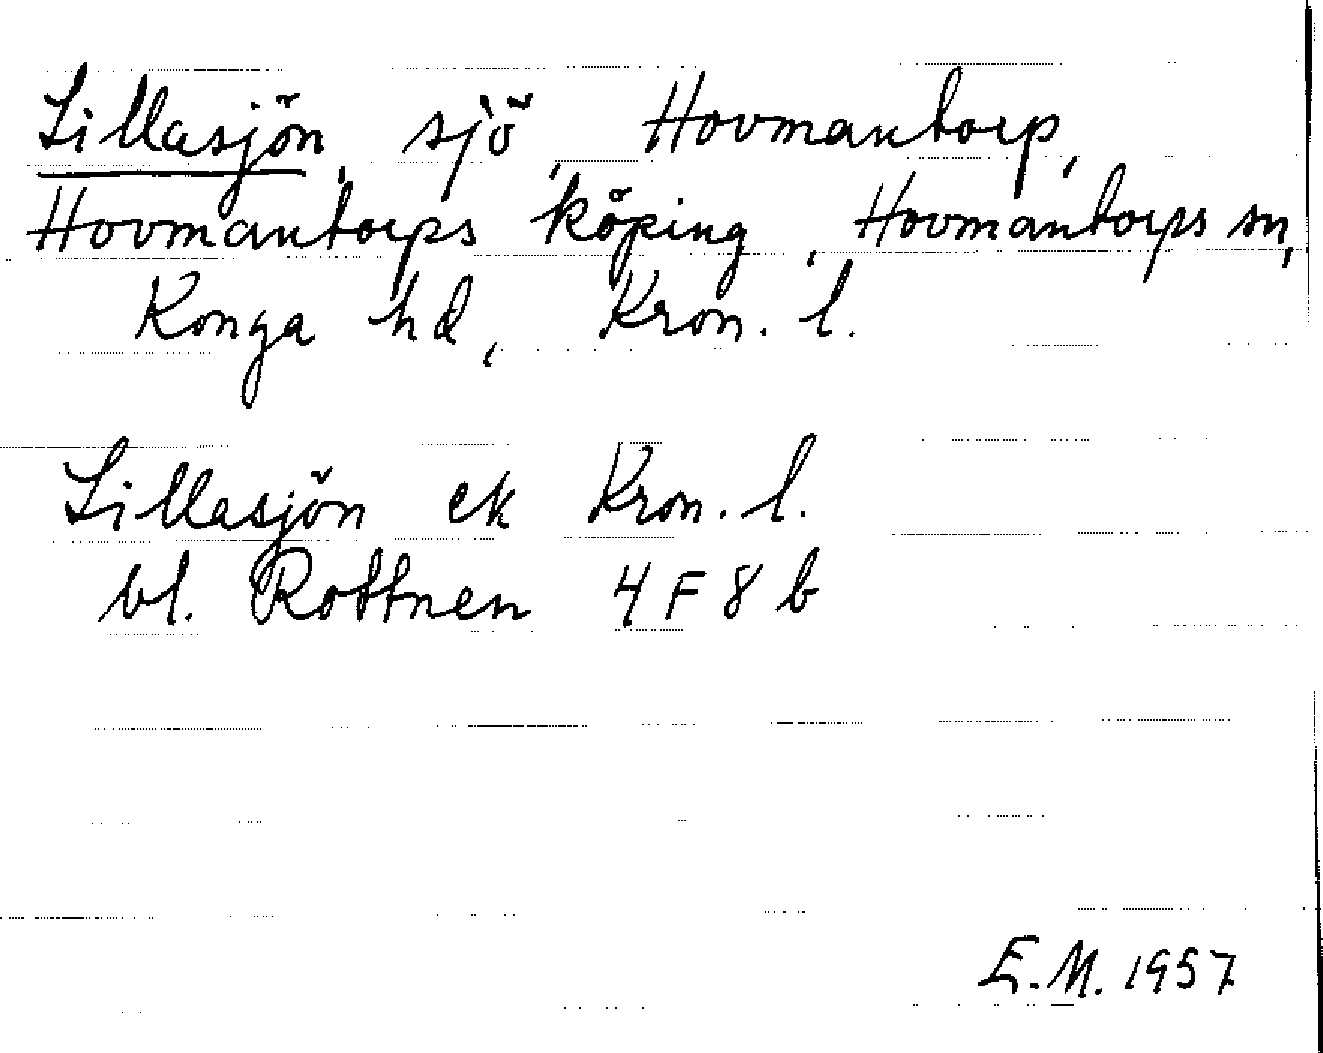 Lillasjön, sjö, Hovmantorp,
Hovmantorps köping, Hovmantorps sn,
Konga hd, Kron. l.
Lillasjön ek Kron. l.
bl. Rottnen 4 F 8 b
E.M. 1957